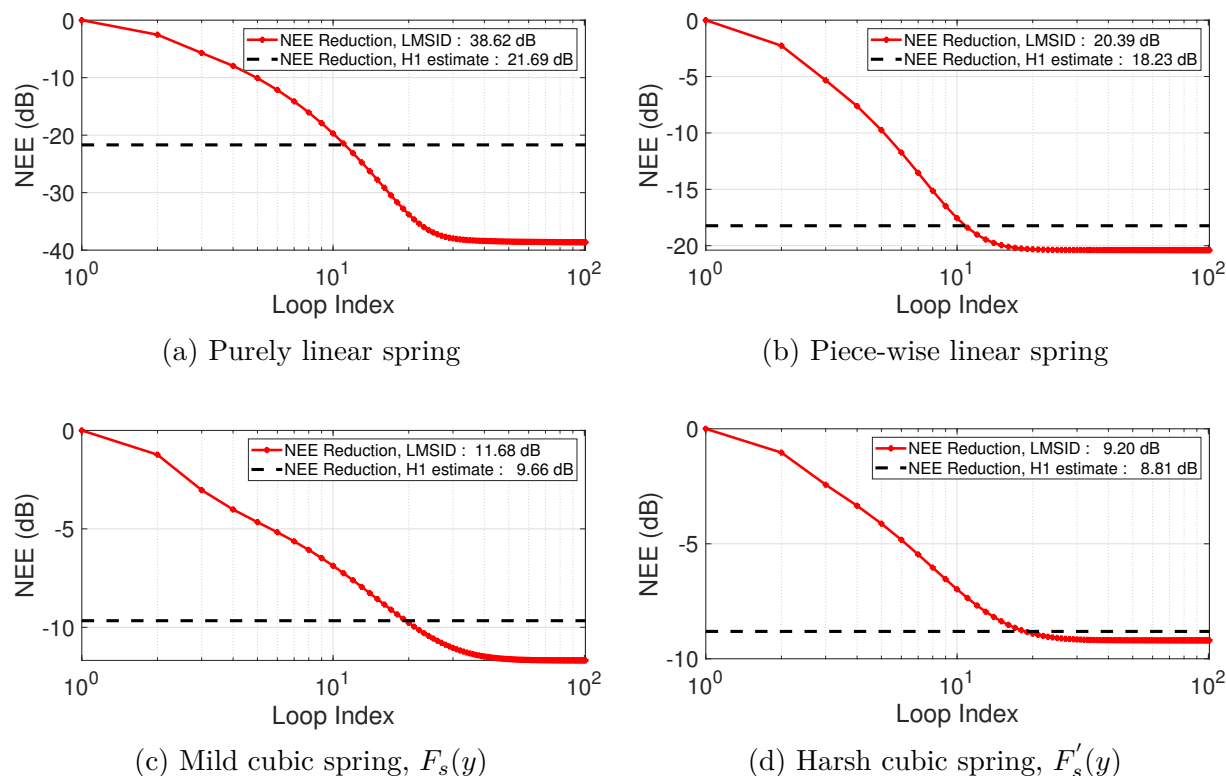 0
-10
-20
-30
-40
NEE (dB)
NEE Reduction, LMSID : 38.62 dB
NEE Reduction, H1 estimate : 21.69 dB
10^0
10^1
10^2
Loop Index
(a) Purely linear spring
0
-5
-10
-15
-20
NEE (dB)
NEE Reduction, LMSID : 20.39 dB
NEE Reduction, H1 estimate : 18.23 dB
10^0
10^1
10^2
Loop Index
(b) Piece-wise linear spring
0
-5
-10
NEE (dB)
NEE Reduction, LMSID : 11.68 dB
NEE Reduction, H1 estimate : 9.66 dB
10^0
10^1
10^2
Loop Index
(c) Mild cubic spring, F_s(y)
0
-5
-10
NEE (dB)
NEE Reduction, LMSID : 9.20 dB
NEE Reduction, H1 estimate : 8.81 dB
10^0
10^1
10^2
Loop Index
(d) Harsh cubic spring, F_s'(y)